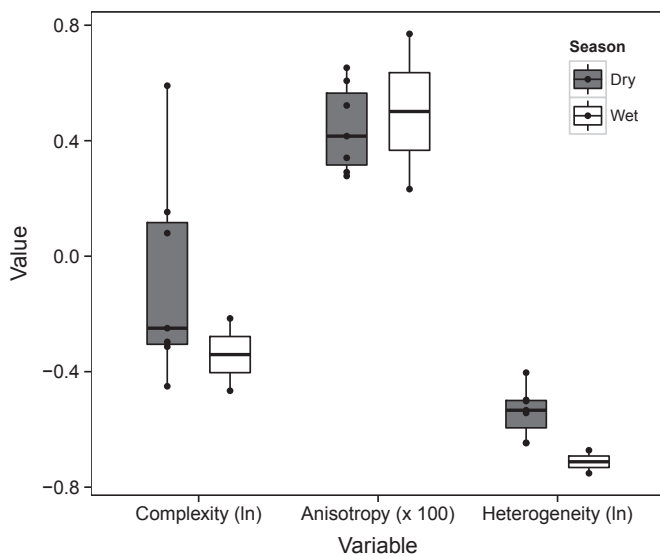 0.8
0.4
0.0
−0.4
−0.8
Value
Season
Dry
Wet
Complexity (ln) Anisotropy (x 100) Heterogeneity (ln)
Variable